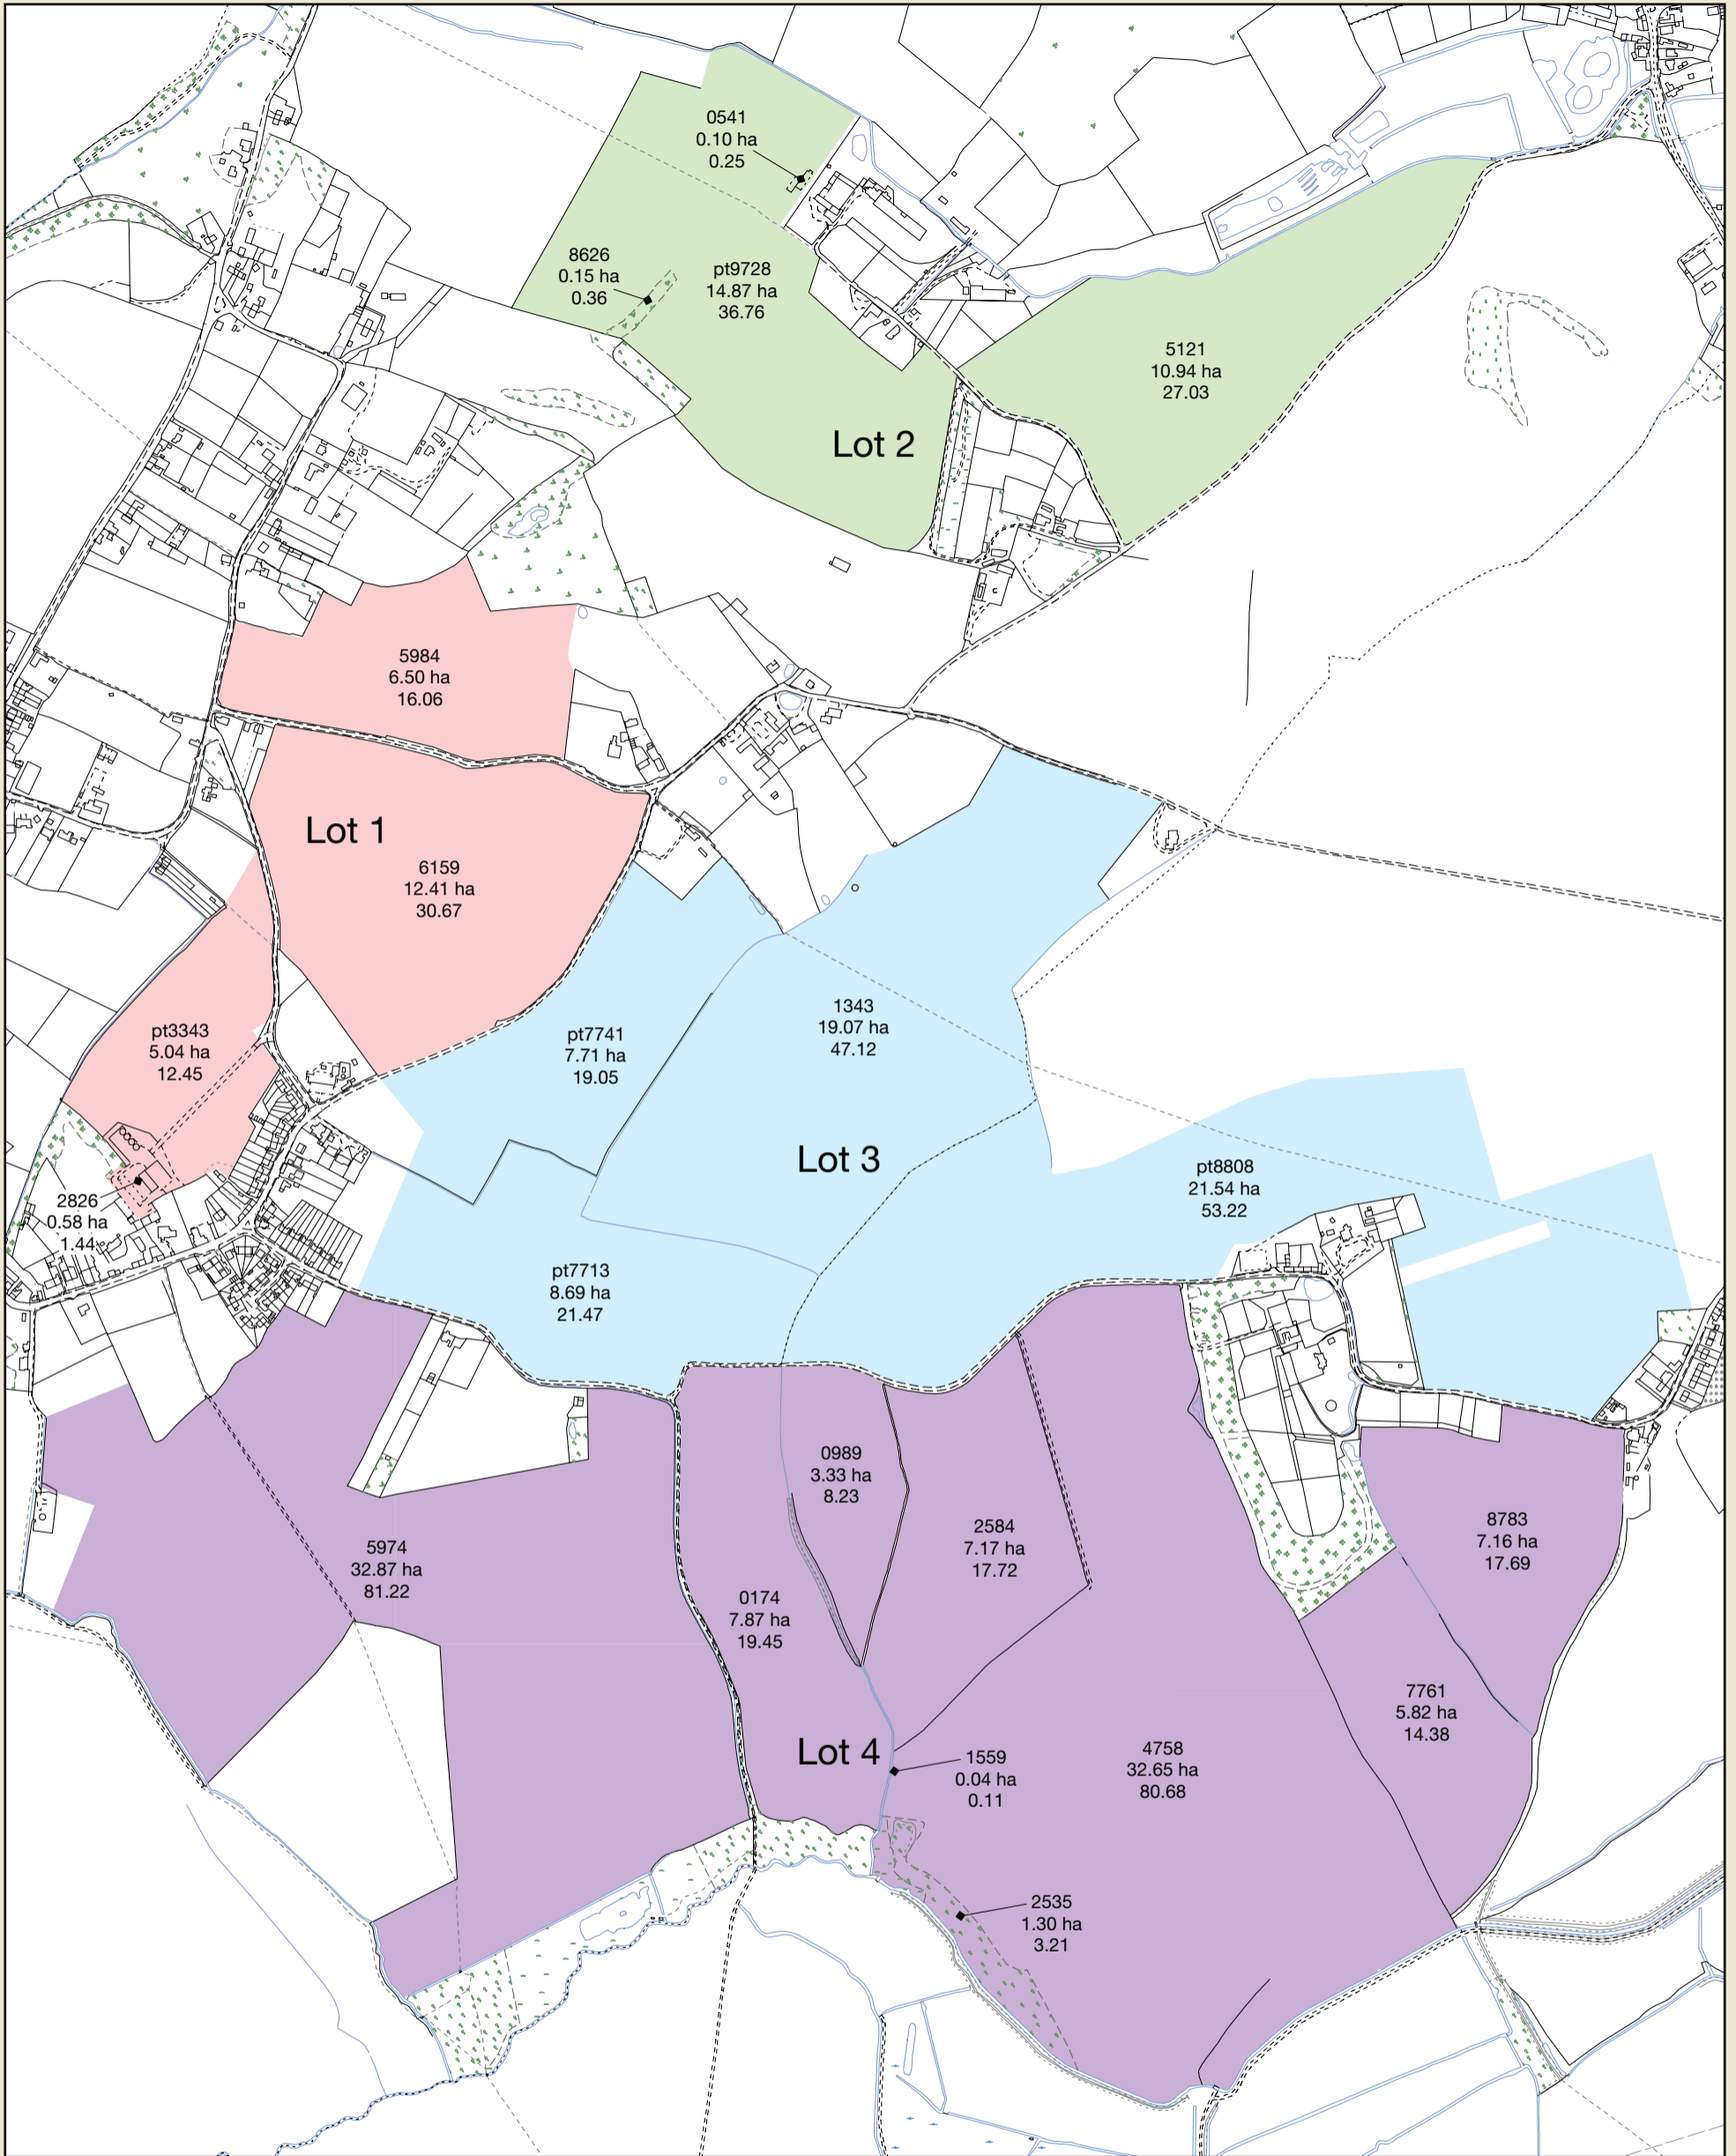 0541
0.10 ha
0.25
8626
0.15 ha
0.36
pt9728
14.87 ha
36.76
5121
10.94 ha
27.03
Lot 2
5984
6.50 ha
16.06
Lot 1
6159
12.41 ha
30.67
pt3343
5.04 ha
12.45
2826
0.58 ha
1.44
pt7741
7.71 ha
19.05
1343
19.07 ha
47.12
Lot 3
pt8808
21.54 ha
53.22
pt7713
8.69 ha
21.47
0989
3.33 ha
8.23
2584
7.17 ha
17.72
8783
7.16 ha
17.69
5974
32.87 ha
81.22
0174
7.87 ha
19.45
7761
5.82 ha
14.38
Lot 4
1559
0.04 ha
0.11
4758
32.65 ha
80.68
2535
1.30 ha
3.21